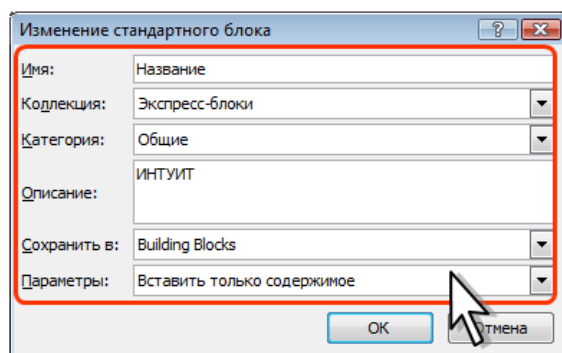 Изменение стандартного блока
Имя: Название
Коллекция: Экспресс-блоки
Категория: Общие
Описание: ИНТУИТ
Сохранить в: Building Blocks
Параметры: Вставить только содержимое
ОК Отмена